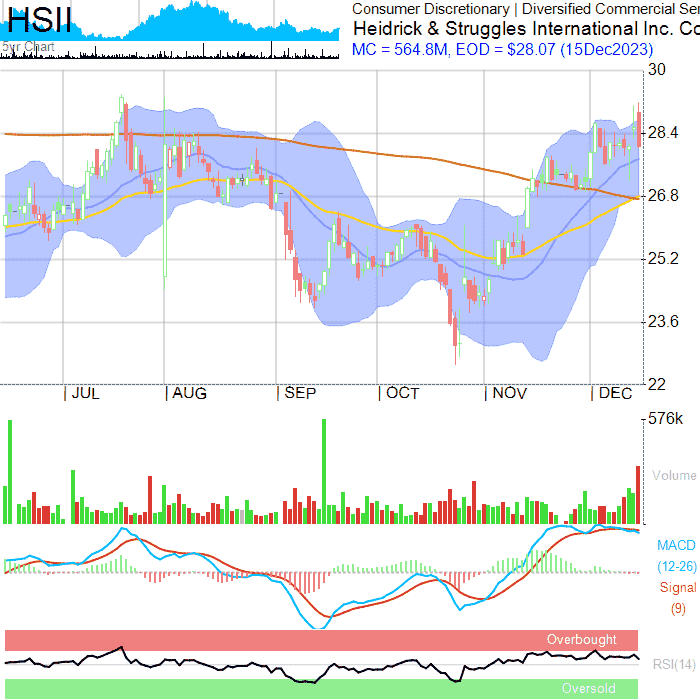 HSII
5yr Chart
Consumer Discretionary | Diversified Commercial Ser
Heidrick & Struggles International Inc. Co
MC = 564.8M, EOD = $28.07 (15Dec2023)
30
28.4
26.8
25.2
23.6
22
| JUL | AUG | SEP | OCT | NOV | DEC
576k
Volume
MACD
(12-26)
Signal
(9)
Overbought
RSI(14)
Oversold